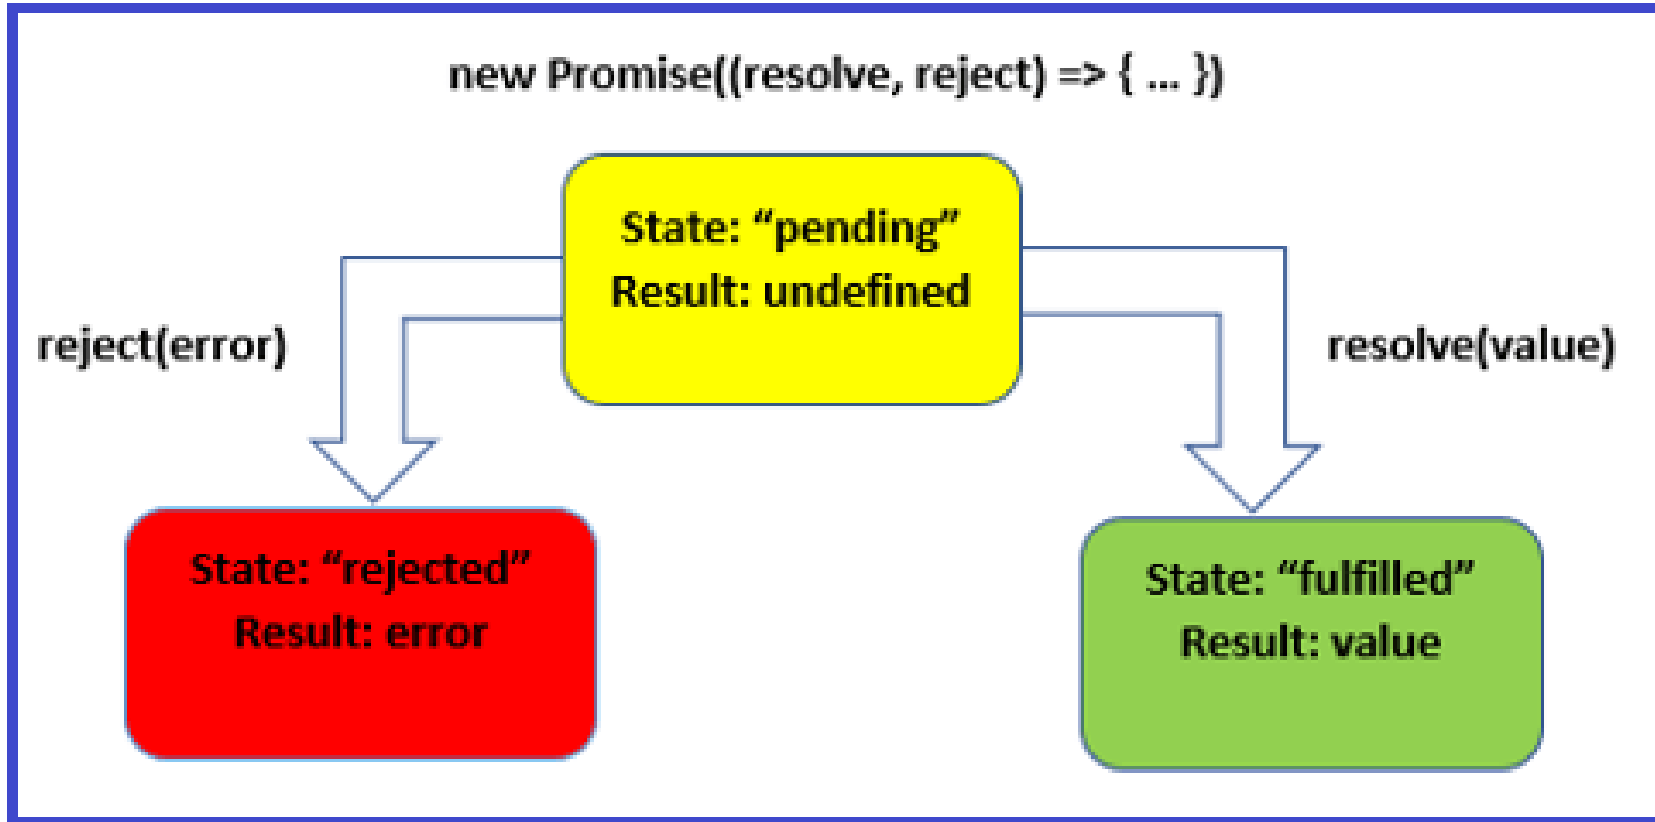 new Promise((resolve, reject) => { ... })
State: “pending”
Result: undefined
reject(error)
resolve(value)
State: “rejected”
Result: error
State: “fulfilled”
Result: value